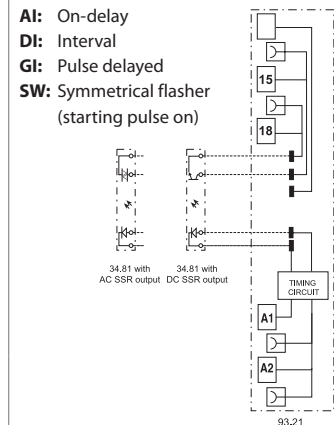 AI: On-delay
DI: Interval
GI: Pulse delayed
SW: Symmetrical flasher
(starting pulse on)
15
18
34.81 with
AC SSR output
34.81 with
DC SSR output
TIMING
CIRCUIT
A1
A2
93.21